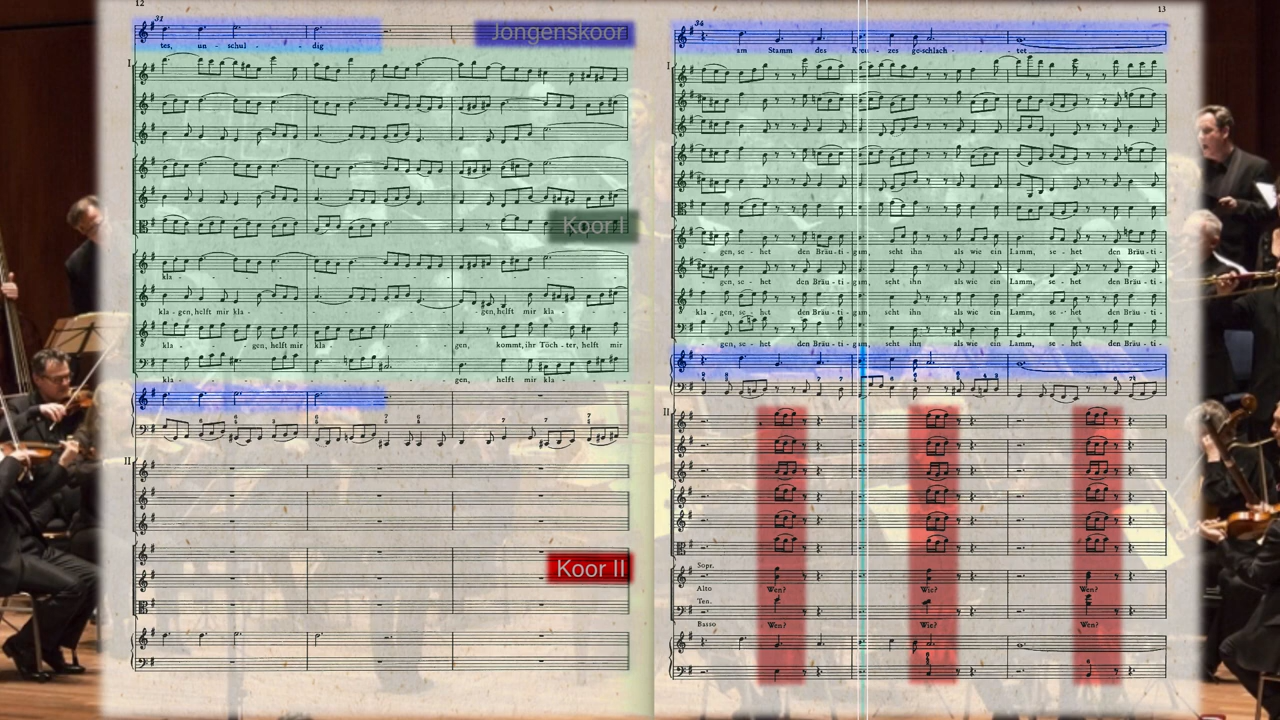 12
31
Jongenskoor
tes, un - schul - dig
I
Koor I
kla -
kla - gen, helft mir kla - - gen, helft mir kla -
kla - gen, helft mir kla - gen, kommt, ihr Töch - ter, helft mir
kla - gen, helft mir kla -
II
Koor II
13
34
am Stamm des Kreu - zes ge-schlach - tet
I
gen, se - het den Bräu - ti - gam, seht ihn als wie ein Lamm, se - het den Bräu - ti -
gen, se - het den Bräu - ti - gam, seht ihn als wie ein Lamm, se - het den Bräu - ti -
kla - gen, se - het den Bräu - ti - gam, seht ihn als wie ein Lamm, se - het den Bräu - ti -
gen, se - het den Bräu - ti - gam, seht ihn als wie ein Lamm, se - het den Bräu - ti -
II
Sopr.
Alto Wen? Wie? Wen?
Ten.
Basso Wen? Wie? Wen?